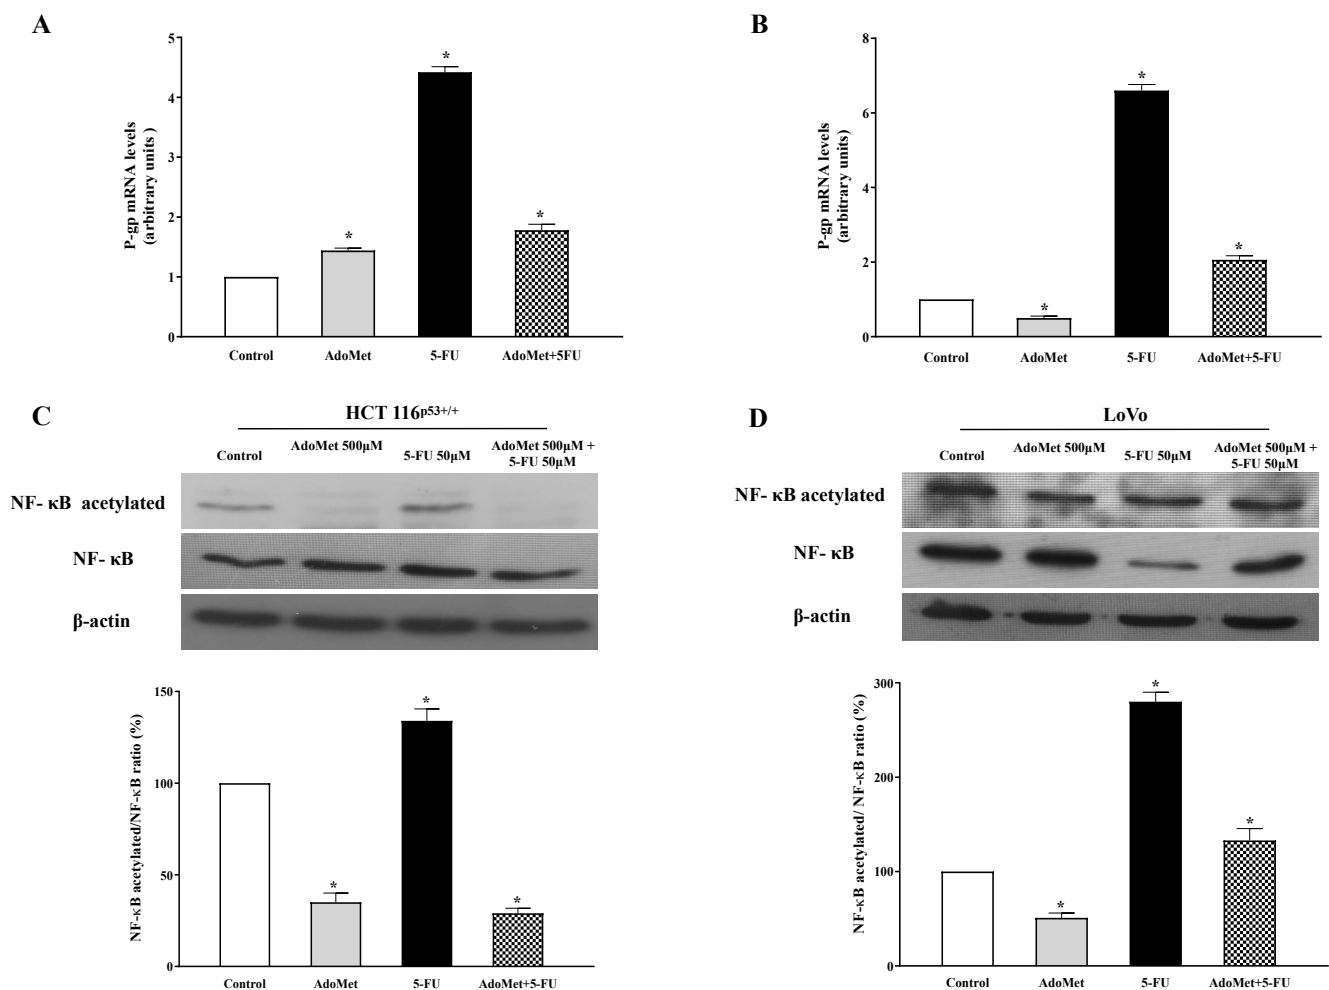 A
P-gp mRNA levels
(arbitrary units )
5
4
3
2
1
0
*
*
*
Control
AdoMet
5-FU
AdoMet+5FU
B
P-gp mRNA levels
(arbitrary units)
8
6
4
2
0
*
*
*
Control
AdoMet
5-FU
AdoMet+5-FU
C
HCT 116p53+/+
Control
AdoMet 500µM
5-FU 50µM
AdoMet 500µM +
5-FU 50µM
NF- κB acetylated
NF- κB
β-actin
NF-κB acetylated/NF-κB ratio (%)
150
100
50
0
*
*
*
Control
AdoMet
5-FU
AdoMet+5-FU
D
LoVo
Control
AdoMet 500µM
5-FU 50µM
AdoMet 500µM +
5-FU 50µM
NF- κB acetylated
NF- κB
β-actin
NF-κB acetylated/ NF-κB ratio (%)
300
200
100
0
*
*
*
Control
AdoMet
5-FU
AdoMet+5-FU